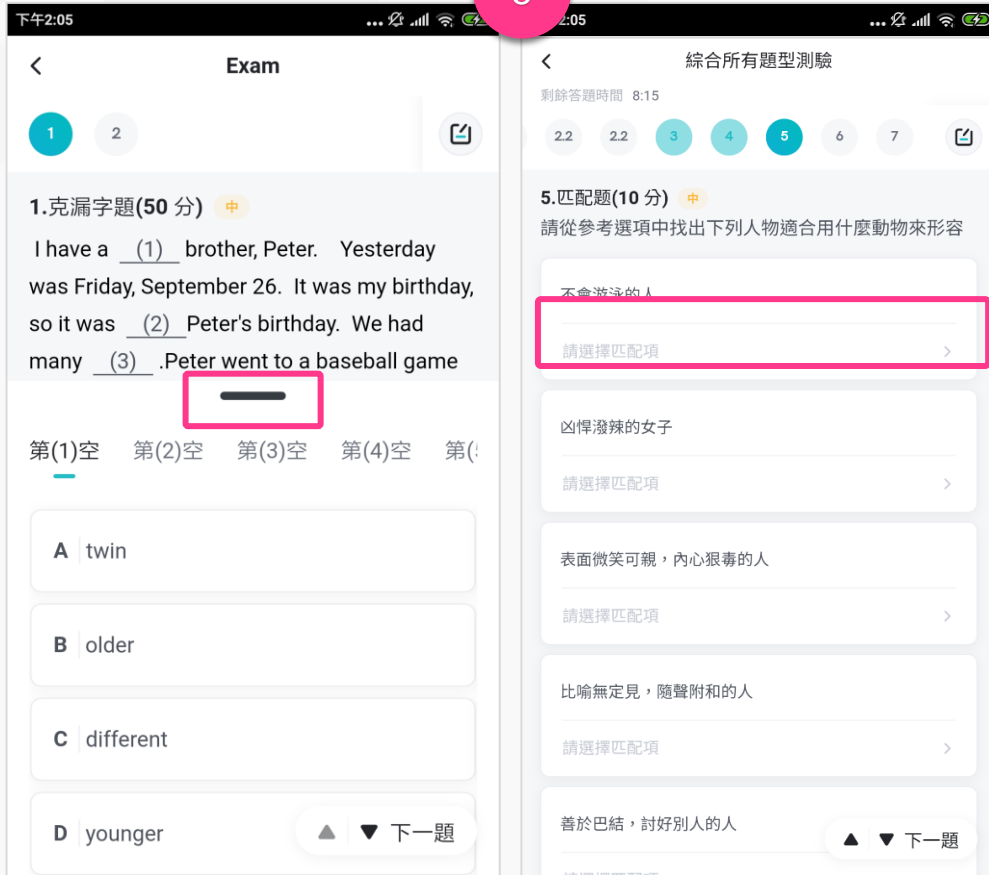 下午2:05
Exam
1 2
1.克漏字題(50 分) 中
I have a (1) brother, Peter. Yesterday
was Friday, September 26. It was my birthday,
so it was (2) Peter's birthday. We had
many (3) .Peter went to a baseball game
第(1)空 第(2)空 第(3)空 第(4)空 第(
A twin
B older
C different
D younger
下一題
2:05
綜合所有題型測驗
剩餘答題時間 8:15
2.2 2.2 3 4 5 6 7
5.匹配題(10 分) 中
請從參考選項中找出下列人物適合用什麼動物來形容
不會游泳的人
請選擇匹配項
凶悍潑辣的女子
請選擇匹配項
表面微笑可親，內心狠毒的人
請選擇匹配項
比喻無定見，隨聲附和的人
請選擇匹配項
善於巴結，討好別人的人
下一題